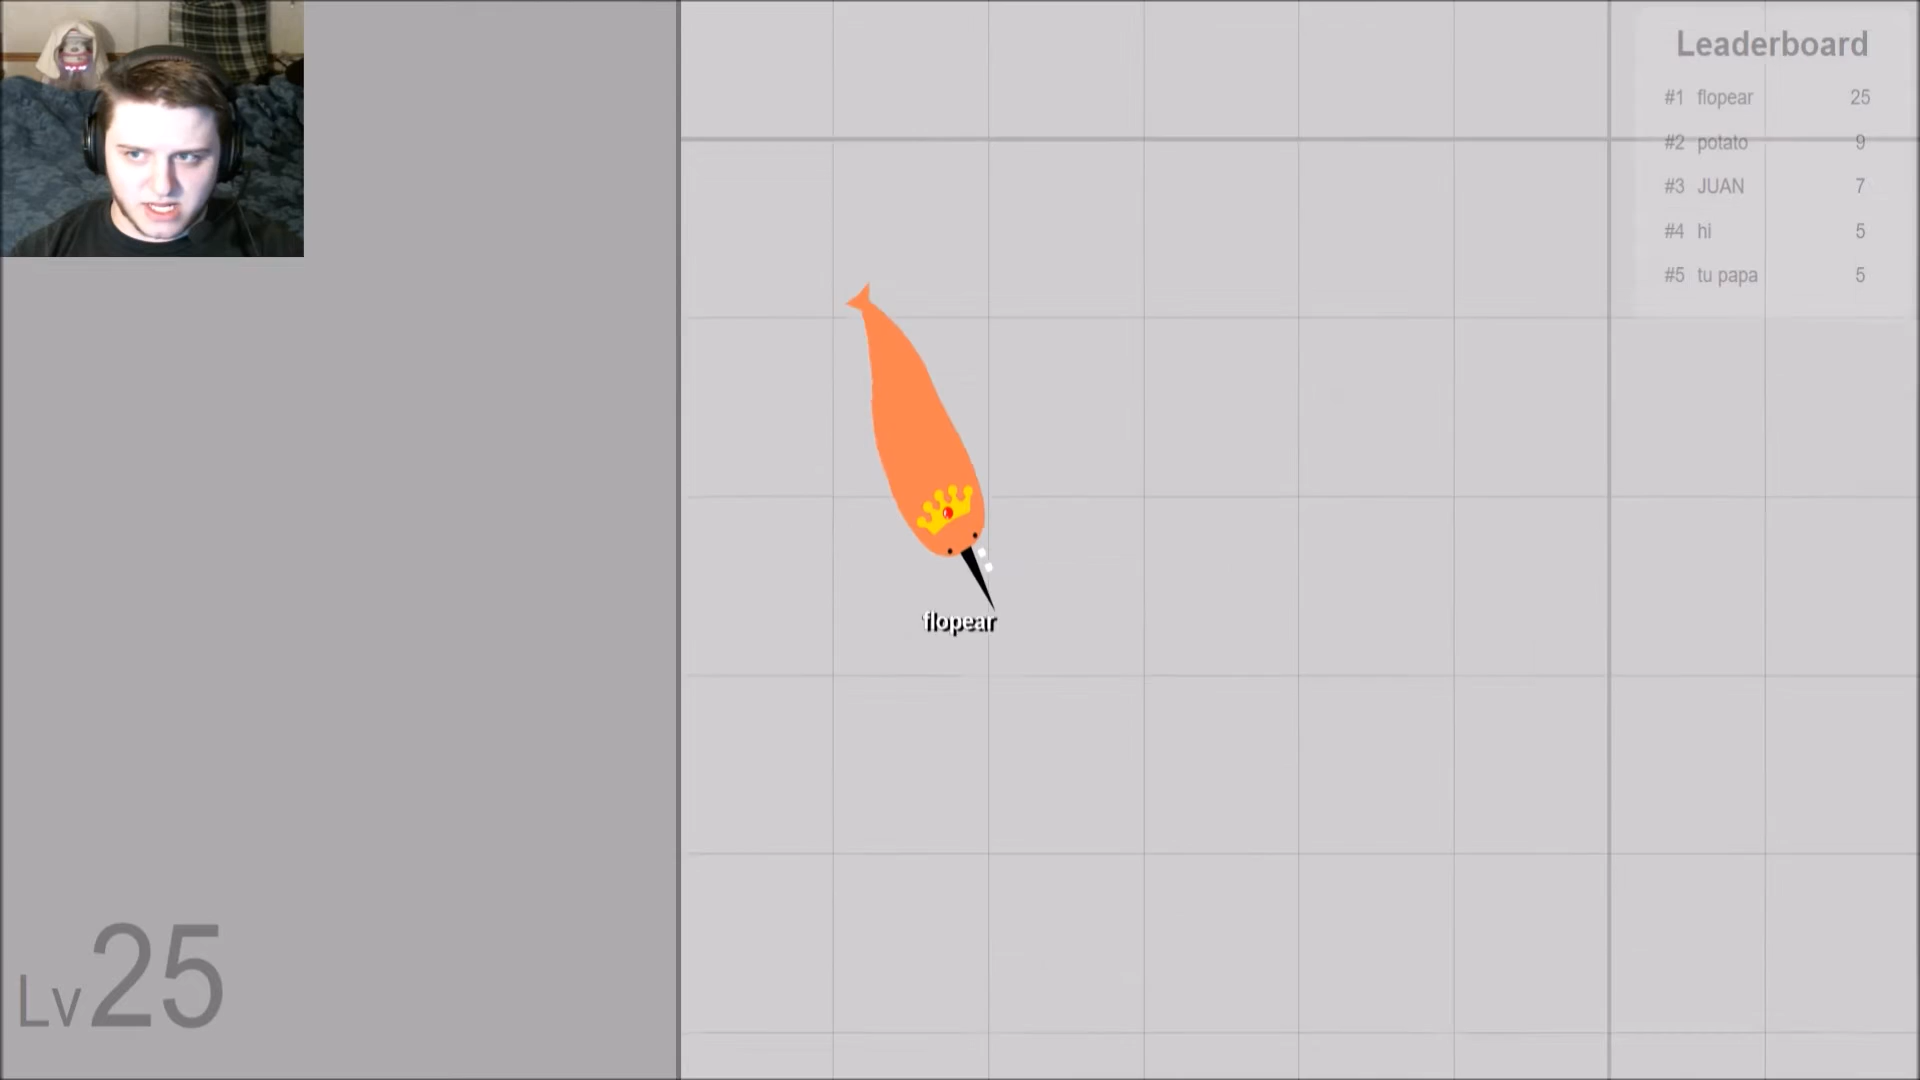 Leaderboard
#1 flopear 25
#2 potato 9
#3 JUAN 7
#4 hi 5
#5 tu papa 5
flopear
Lv25